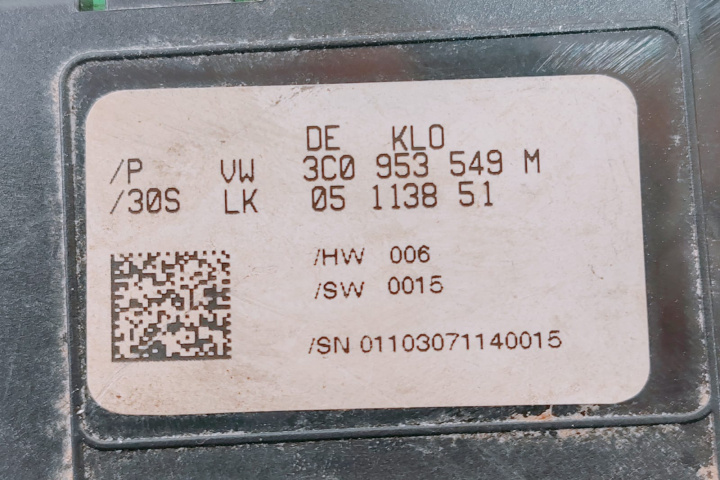 DE KLO
/P VW 3C0 953 549 M
/30S LK 05 1138 51
/HW 006
/SW 0015
/SN 01103071140015